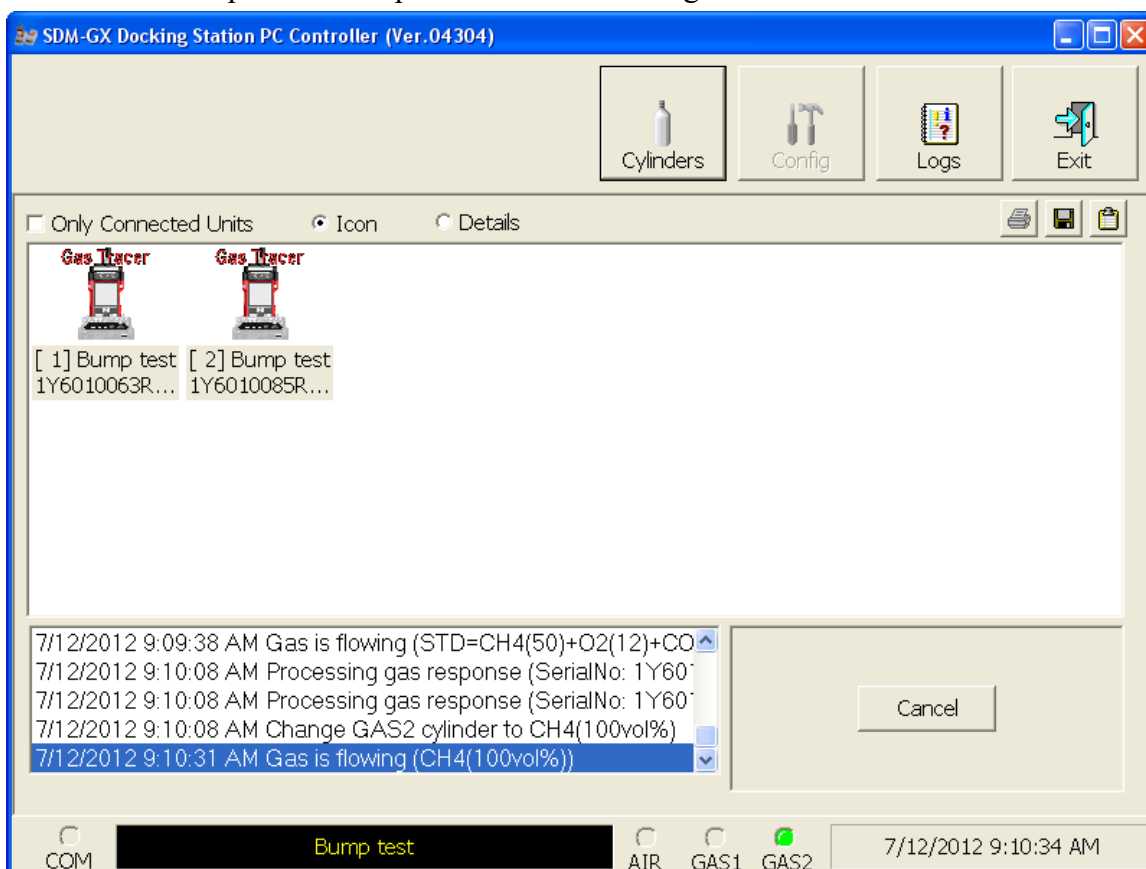 SDM-GX Docking Station PC Controller (Ver.04304)
Cylinders
Config
Logs
Exit
Only Connected Units
Icon
Details
Gas Tracer
Gas Tracer
[ 1] Bump test
1Y6010063R...
[ 2] Bump test
1Y6010085R...
7/12/2012 9:09:38 AM Gas is flowing (STD=CH4(50)+O2(12)+CO
7/12/2012 9:10:08 AM Processing gas response (SerialNo: 1Y60
7/12/2012 9:10:08 AM Processing gas response (SerialNo: 1Y60
7/12/2012 9:10:08 AM Change GAS2 cylinder to CH4(100vol%)
7/12/2012 9:10:31 AM Gas is flowing (CH4(100vol%))
Cancel
COM
Bump test
AIR
GAS1
GAS2
7/12/2012 9:10:34 AM